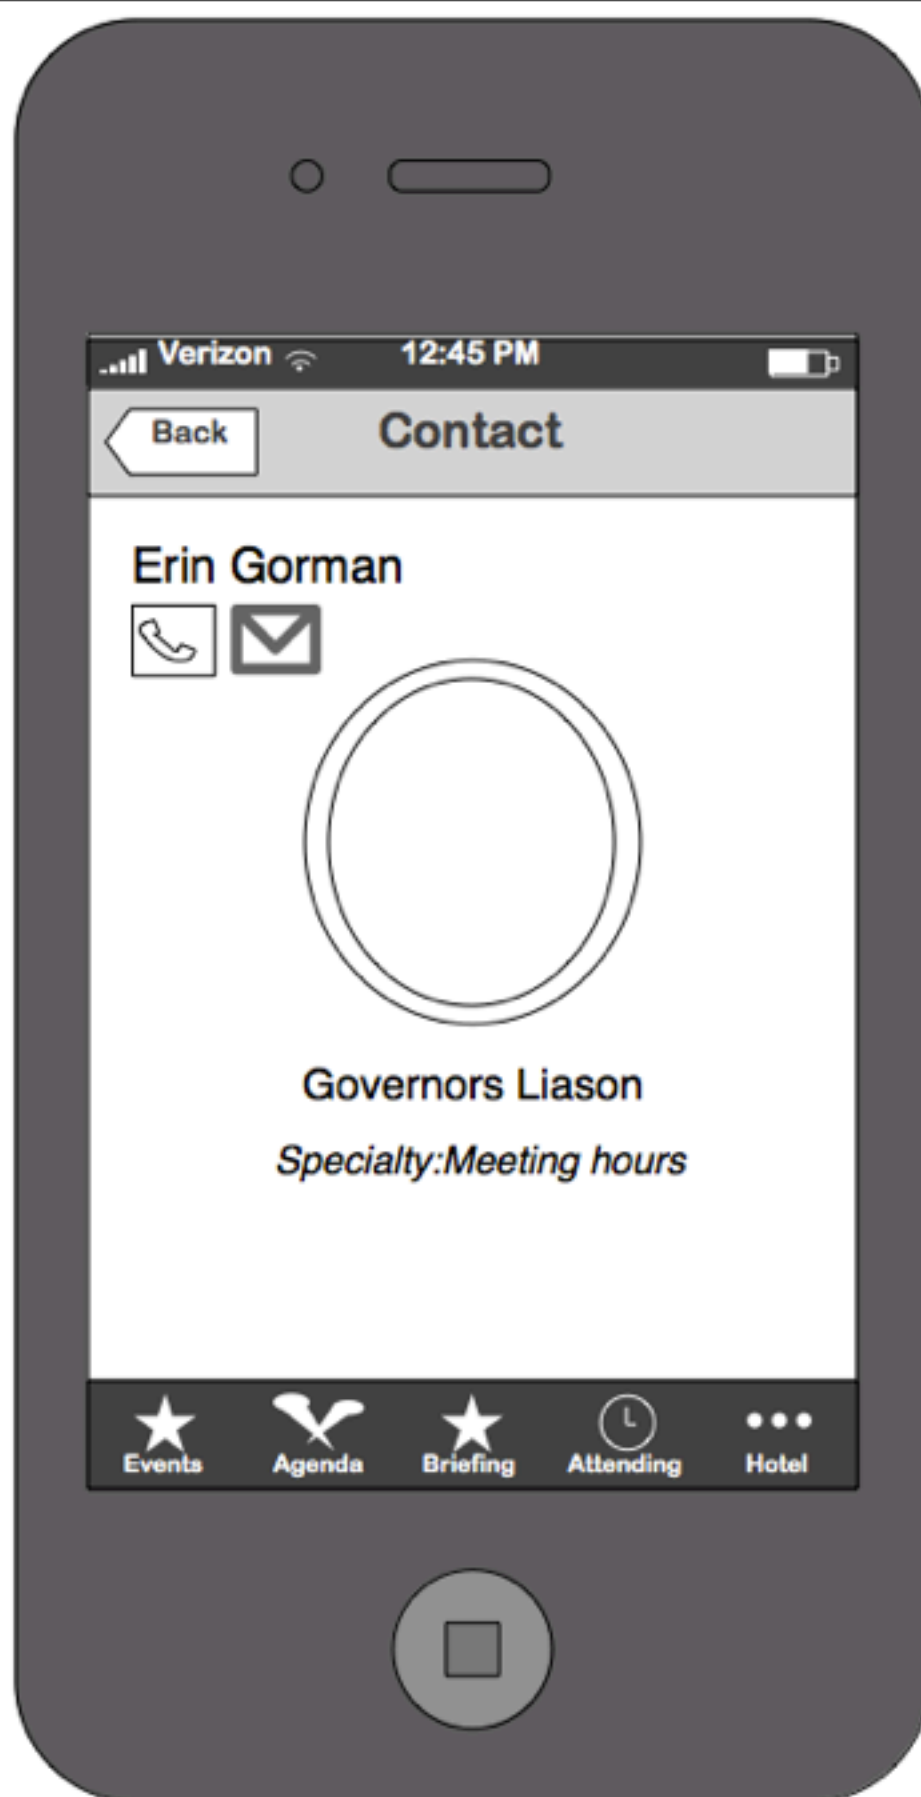 Verizon 12:45 PM
Back Contact
Erin Gorman
Governors Liason
Specialty:Meeting hours
Events Agenda Briefing Attending Hotel